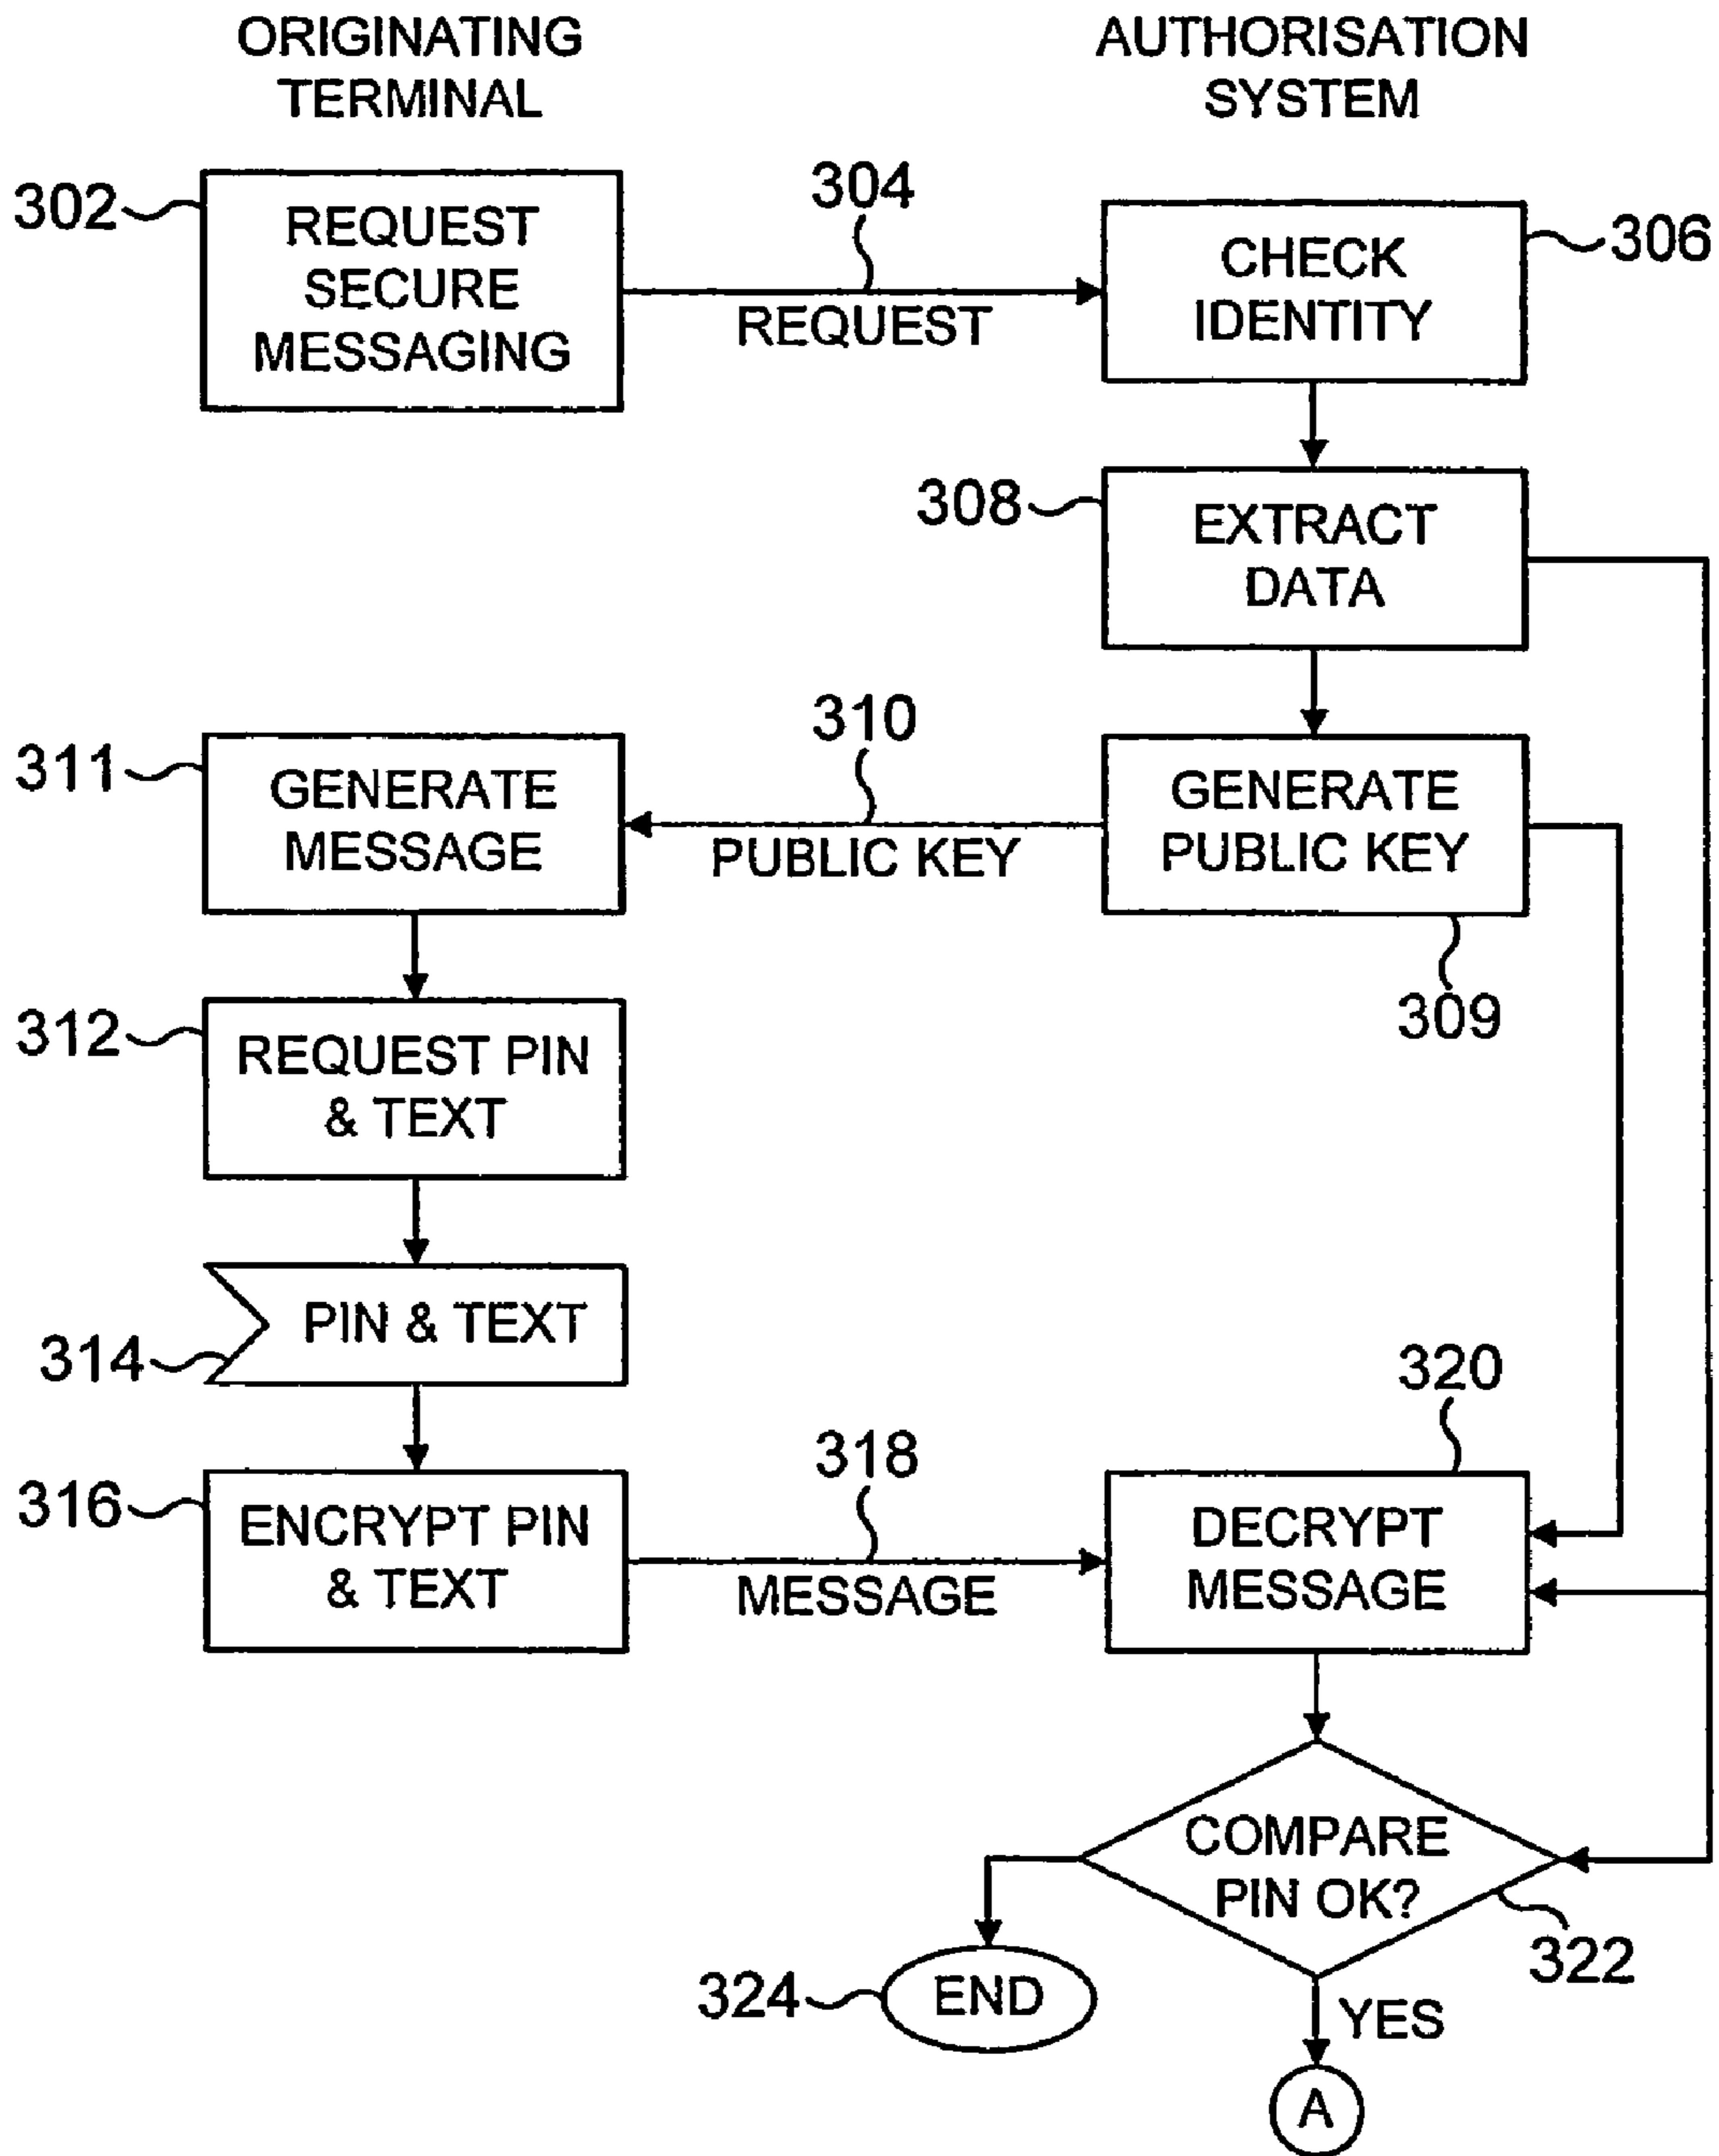 ORIGINATING
TERMINAL
AUTHORISATION
SYSTEM
302
REQUEST
SECURE
MESSAGING
304
REQUEST
CHECK
IDENTITY
306
308
EXTRACT
DATA
311
GENERATE
MESSAGE
310
PUBLIC KEY
GENERATE
PUBLIC KEY
309
312
REQUEST PIN
& TEXT
PIN & TEXT
314
316
ENCRYPT PIN
& TEXT
318
MESSAGE
320
DECRYPT
MESSAGE
COMPARE
PIN OK?
322
324
END
YES
A